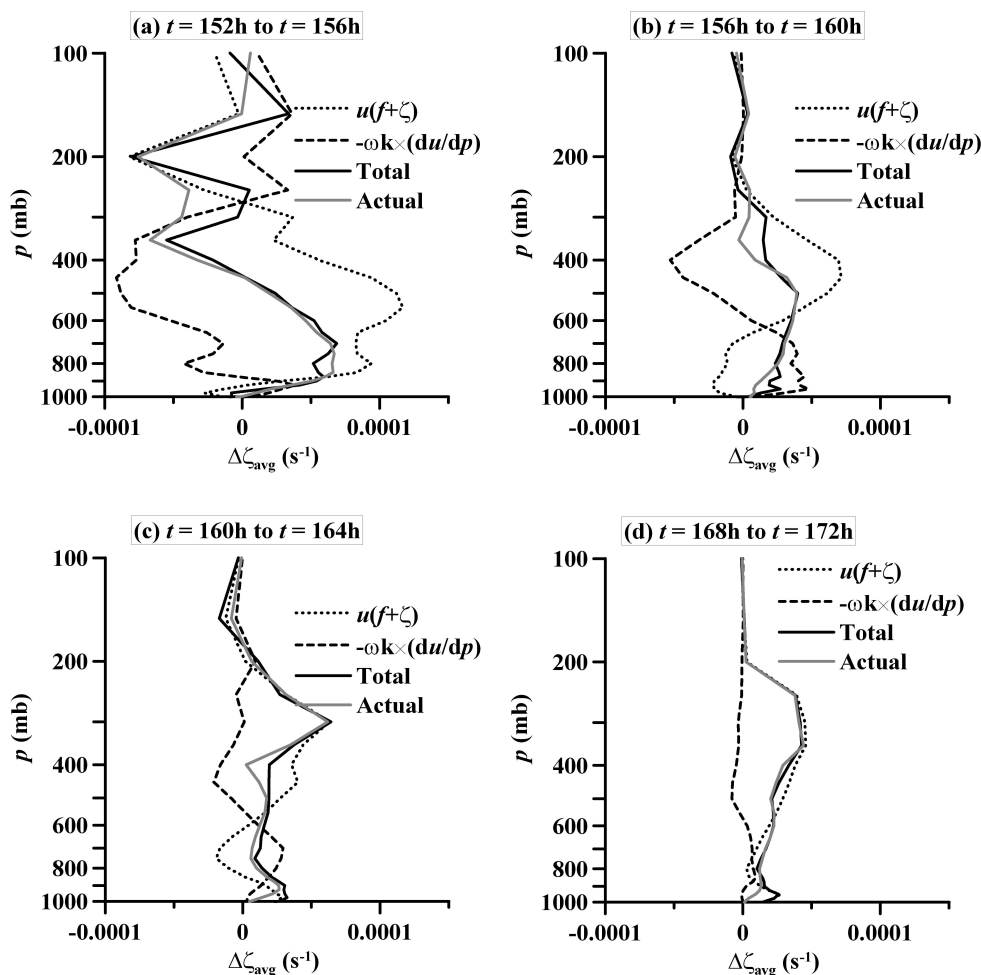 (a) t = 152h to t = 156h
100
200
400
600
800
1000
p (mb)
u(f+ζ)
-ωk×(du/dp)
Total
Actual
-0.0001 0 0.0001
Δζavg (s-1)
(b) t = 156h to t = 160h
100
200
400
600
800
1000
p (mb)
u(f+ζ)
-ωk×(du/dp)
Total
Actual
-0.0001 0 0.0001
Δζavg (s-1)
(c) t = 160h to t = 164h
100
200
400
600
800
1000
p (mb)
u(f+ζ)
-ωk×(du/dp)
Total
Actual
-0.0001 0 0.0001
Δζavg (s-1)
(d) t = 168h to t = 172h
100
200
400
600
800
1000
p (mb)
u(f+ζ)
-ωk×(du/dp)
Total
Actual
-0.0001 0 0.0001
Δζavg (s-1)